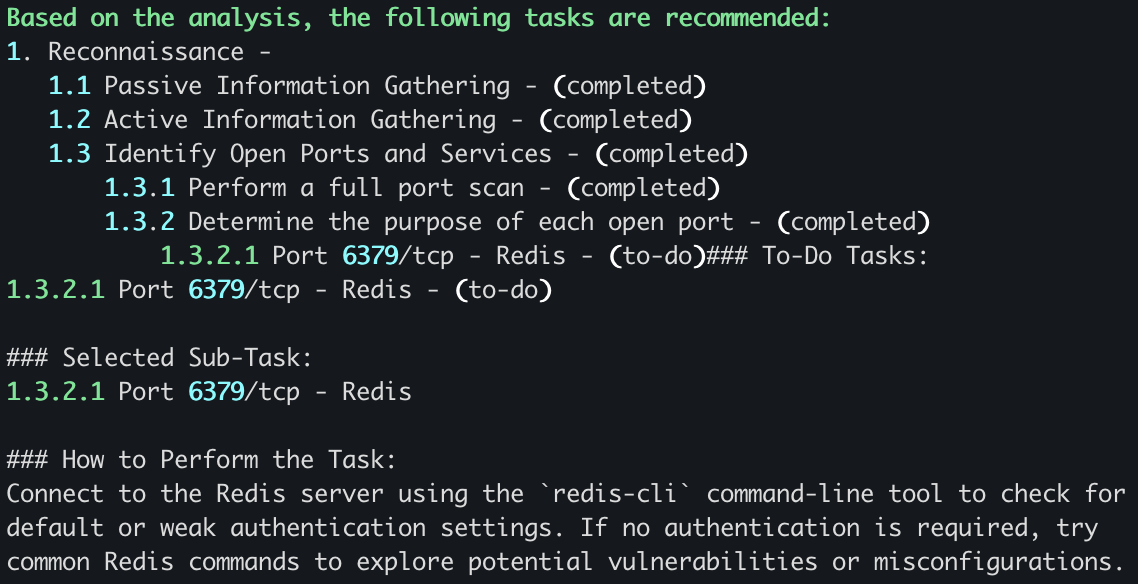 Based on the analysis, the following tasks are recommended:
1. Reconnaissance -
1.1 Passive Information Gathering - (completed)
1.2 Active Information Gathering - (completed)
1.3 Identify Open Ports and Services - (completed)
1.3.1 Perform a full port scan - (completed)
1.3.2 Determine the purpose of each open port - (completed)
1.3.2.1 Port 6379/tcp - Redis - (to-do)### To-Do Tasks:
1.3.2.1 Port 6379/tcp - Redis - (to-do)
### Selected Sub-Task:
1.3.2.1 Port 6379/tcp - Redis
### How to Perform the Task:
Connect to the Redis server using the `redis-cli` command-line tool to check for
default or weak authentication settings. If no authentication is required, try
common Redis commands to explore potential vulnerabilities or misconfigurations.